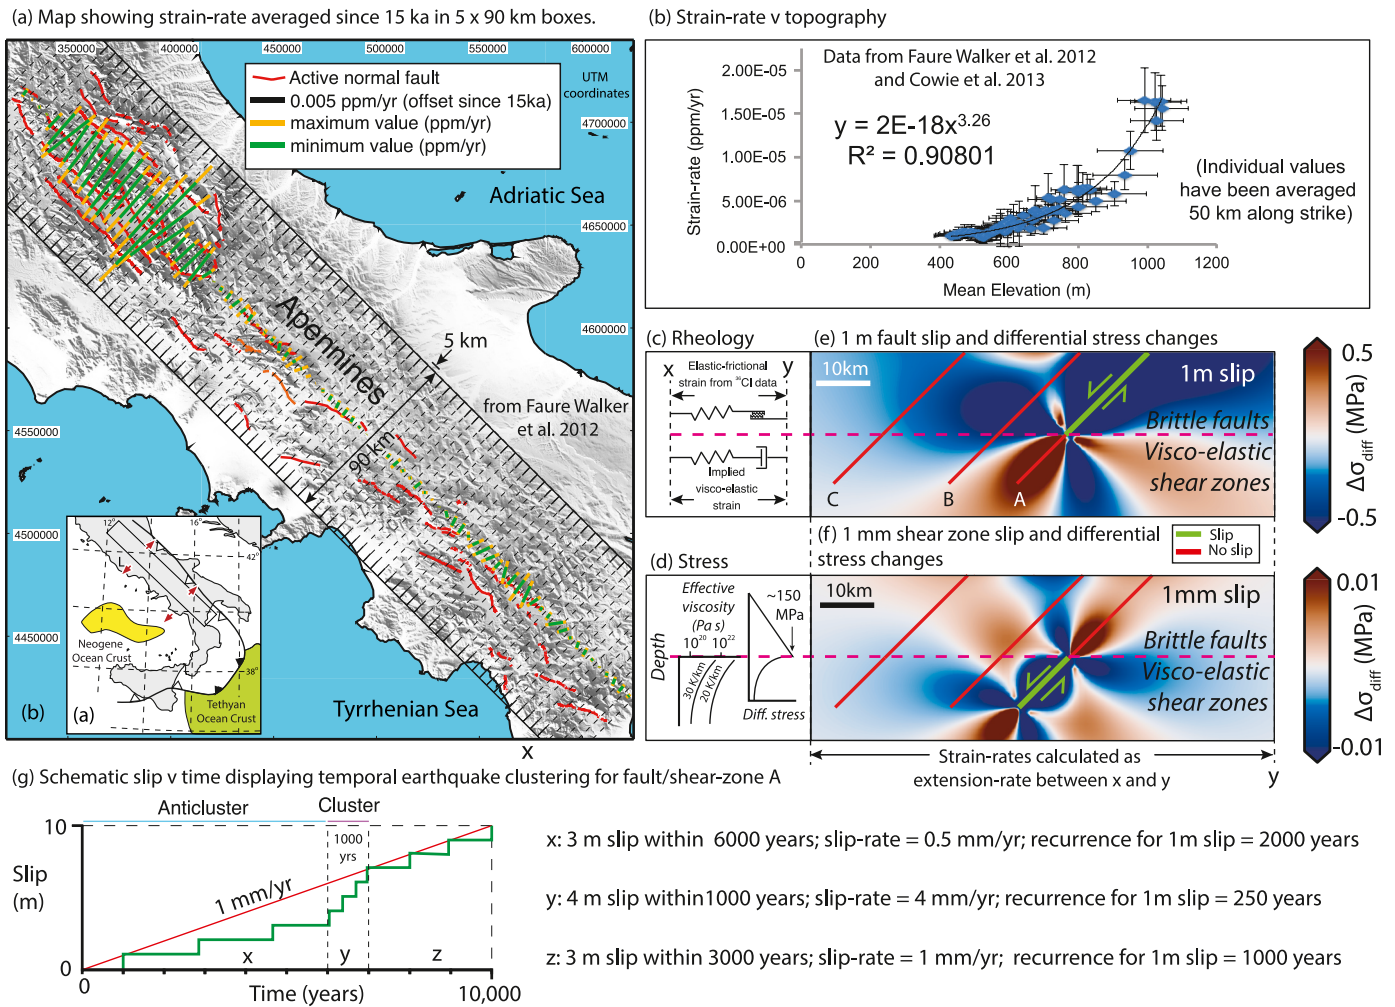 (a) Map showing strain-rate averaged since 15 ka in 5 x 90 km boxes.
350000
400000
450000
500000
550000
600000
UTM
coordinates
Active normal fault
0.005 ppm/yr (offset since 15ka)
maximum value (ppm/yr)
minimum value (ppm/yr)
4700000
4650000
4600000
4550000
4500000
4450000
Adriatic Sea
Apennines
5 km
90 km
from Faure Walker
et al. 2012
Tyrrhenian Sea
12°
16°
42°
38°
Neogene
Ocean Crust
Tethyan
Ocean Crust
(a)
(b)
x
(b) Strain-rate v topography
Strain-rate (ppm/yr)
2.00E-05
1.50E-05
1.00E-05
5.00E-06
0.00E+00
0
200
400
600
800
1000
1200
Mean Elevation (m)
Data from Faure Walker et al. 2012
and Cowie et al. 2013
y = 2E-18x^3.26
R² = 0.90801
(Individual values
have been averaged
50 km along strike)
(c) Rheology
x
y
Elastic-frictional
strain from ³⁶Cl data
Implied
visco-elastic
strain
(d) Stress
Effective
viscosity
(Pa s)
10²⁰
10²²
Depth
30 K/km
20 K/km
~150
MPa
Diff. stress
(e) 1 m fault slip and differential stress changes
10km
1m slip
Brittle faults
Visco-elastic
shear zones
C
B
A
0.5
-0.5
Δσdiff (MPa)
(f) 1 mm shear zone slip and differential
stress changes
Slip
No slip
10km
1mm slip
Brittle faults
Visco-elastic
shear zones
0.01
-0.01
Δσdiff (MPa)
Strain-rates calculated as
extension-rate between x and y
y
(g) Schematic slip v time displaying temporal earthquake clustering for fault/shear-zone A
Anticluster
Cluster
1000
yrs
10
Slip
(m)
0
1 mm/yr
x
y
z
0
Time (years)
10,000
x: 3 m slip within 6000 years; slip-rate = 0.5 mm/yr; recurrence for 1m slip = 2000 years
y: 4 m slip within1000 years; slip-rate = 4 mm/yr; recurrence for 1m slip = 250 years
z: 3 m slip within 3000 years; slip-rate = 1 mm/yr; recurrence for 1m slip = 1000 years